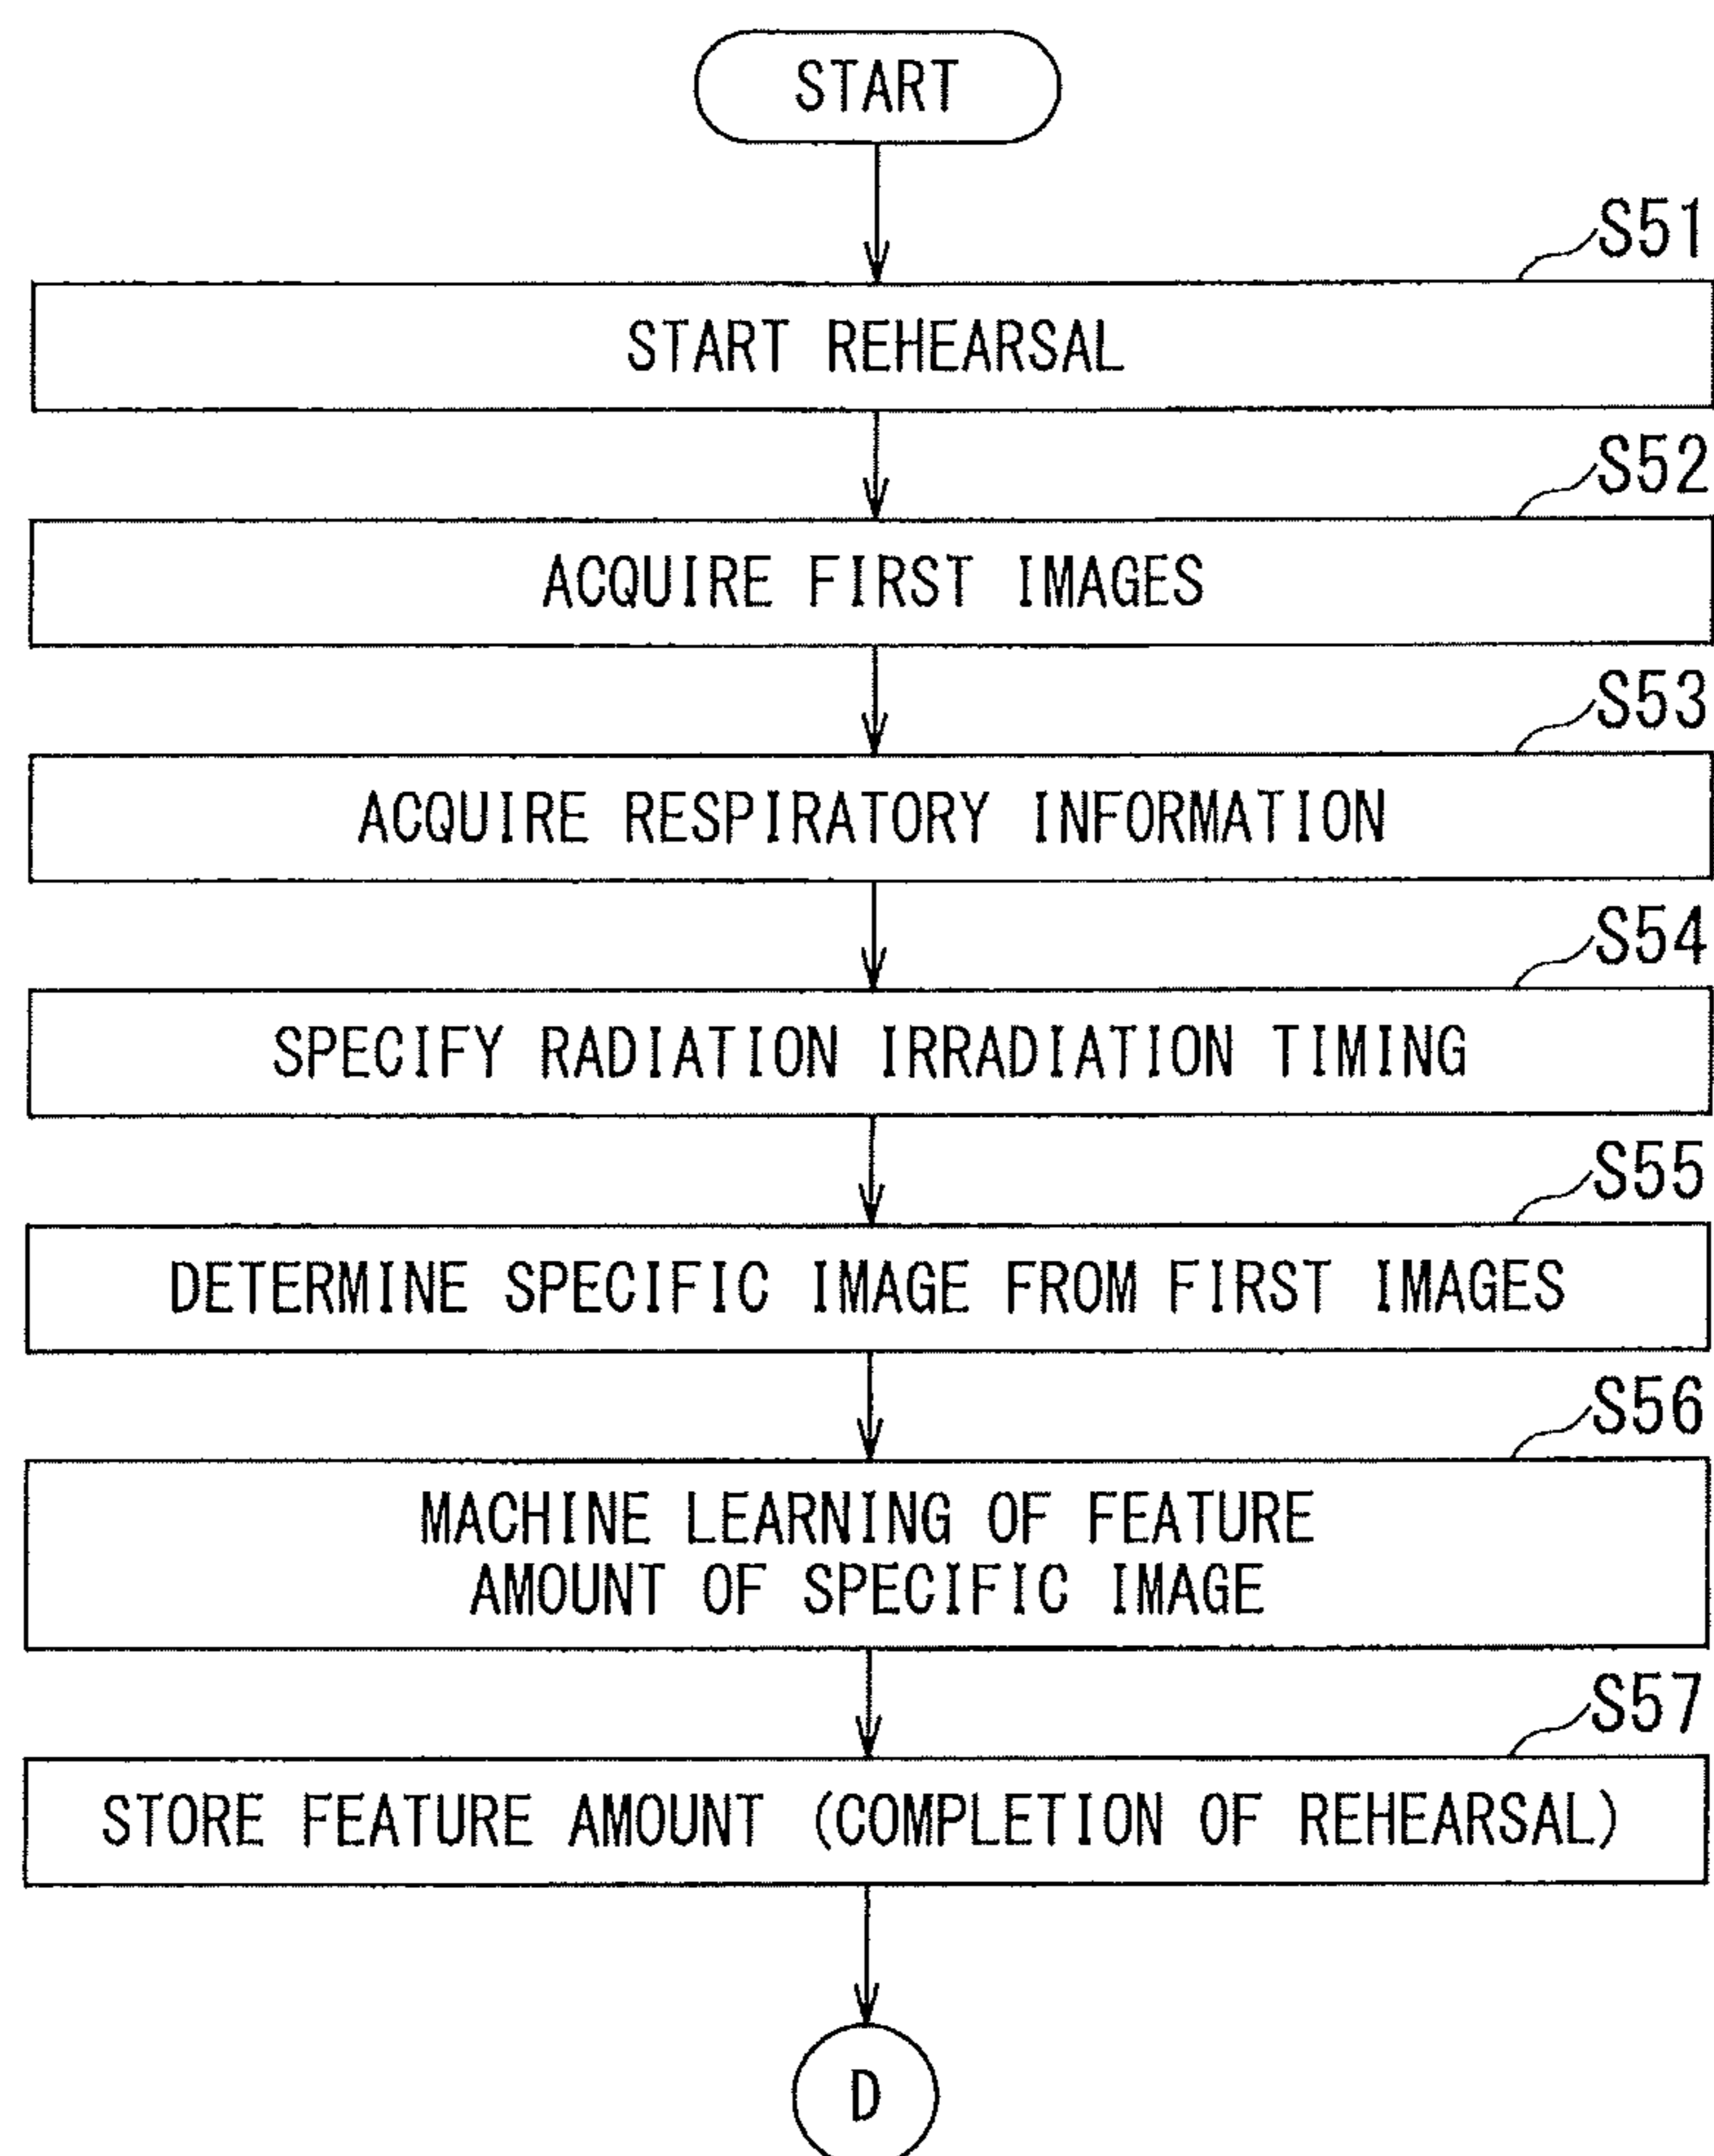 START
S51
START REHEARSAL
S52
ACQUIRE FIRST IMAGES
S53
ACQUIRE RESPIRATORY INFORMATION
S54
SPECIFY RADIATION IRRADIATION TIMING
S55
DETERMINE SPECIFIC IMAGE FROM FIRST IMAGES
S56
MACHINE LEARNING OF FEATURE
AMOUNT OF SPECIFIC IMAGE
S57
STORE FEATURE AMOUNT (COMPLETION OF REHEARSAL)
D